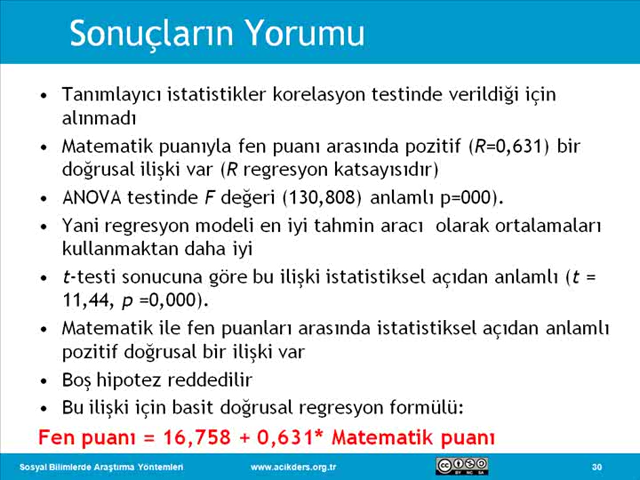 Sonuçların Yorumu
• Tanımlayıcı istatistikler korelasyon testinde verildiği için
alınmadı
• Matematik puanıyla fen puanı arasında pozitif (R=0,631) bir
doğrusal ilişki var (R regresyon katsayısıdır)
• ANOVA testinde F değeri (130,808) anlamlı p=000).
• Yani regresyon modeli en iyi tahmin aracı olarak ortalamaları
kullanmaktan daha iyi
• t-testi sonucuna göre bu ilişki istatistiksel açıdan anlamlı (t =
11,44, p =0,000).
• Matematik ile fen puanları arasında istatistiksel açıdan anlamlı
pozitif doğrusal bir ilişki var
• Boş hipotez reddedilir
• Bu ilişki için basit doğrusal regresyon formülü:
Fen puanı = 16,758 + 0,631* Matematik puanı
Sosyal Bilimlerde Araştırma Yöntemleri www.acikders.org.tr cc BY NC SA 30